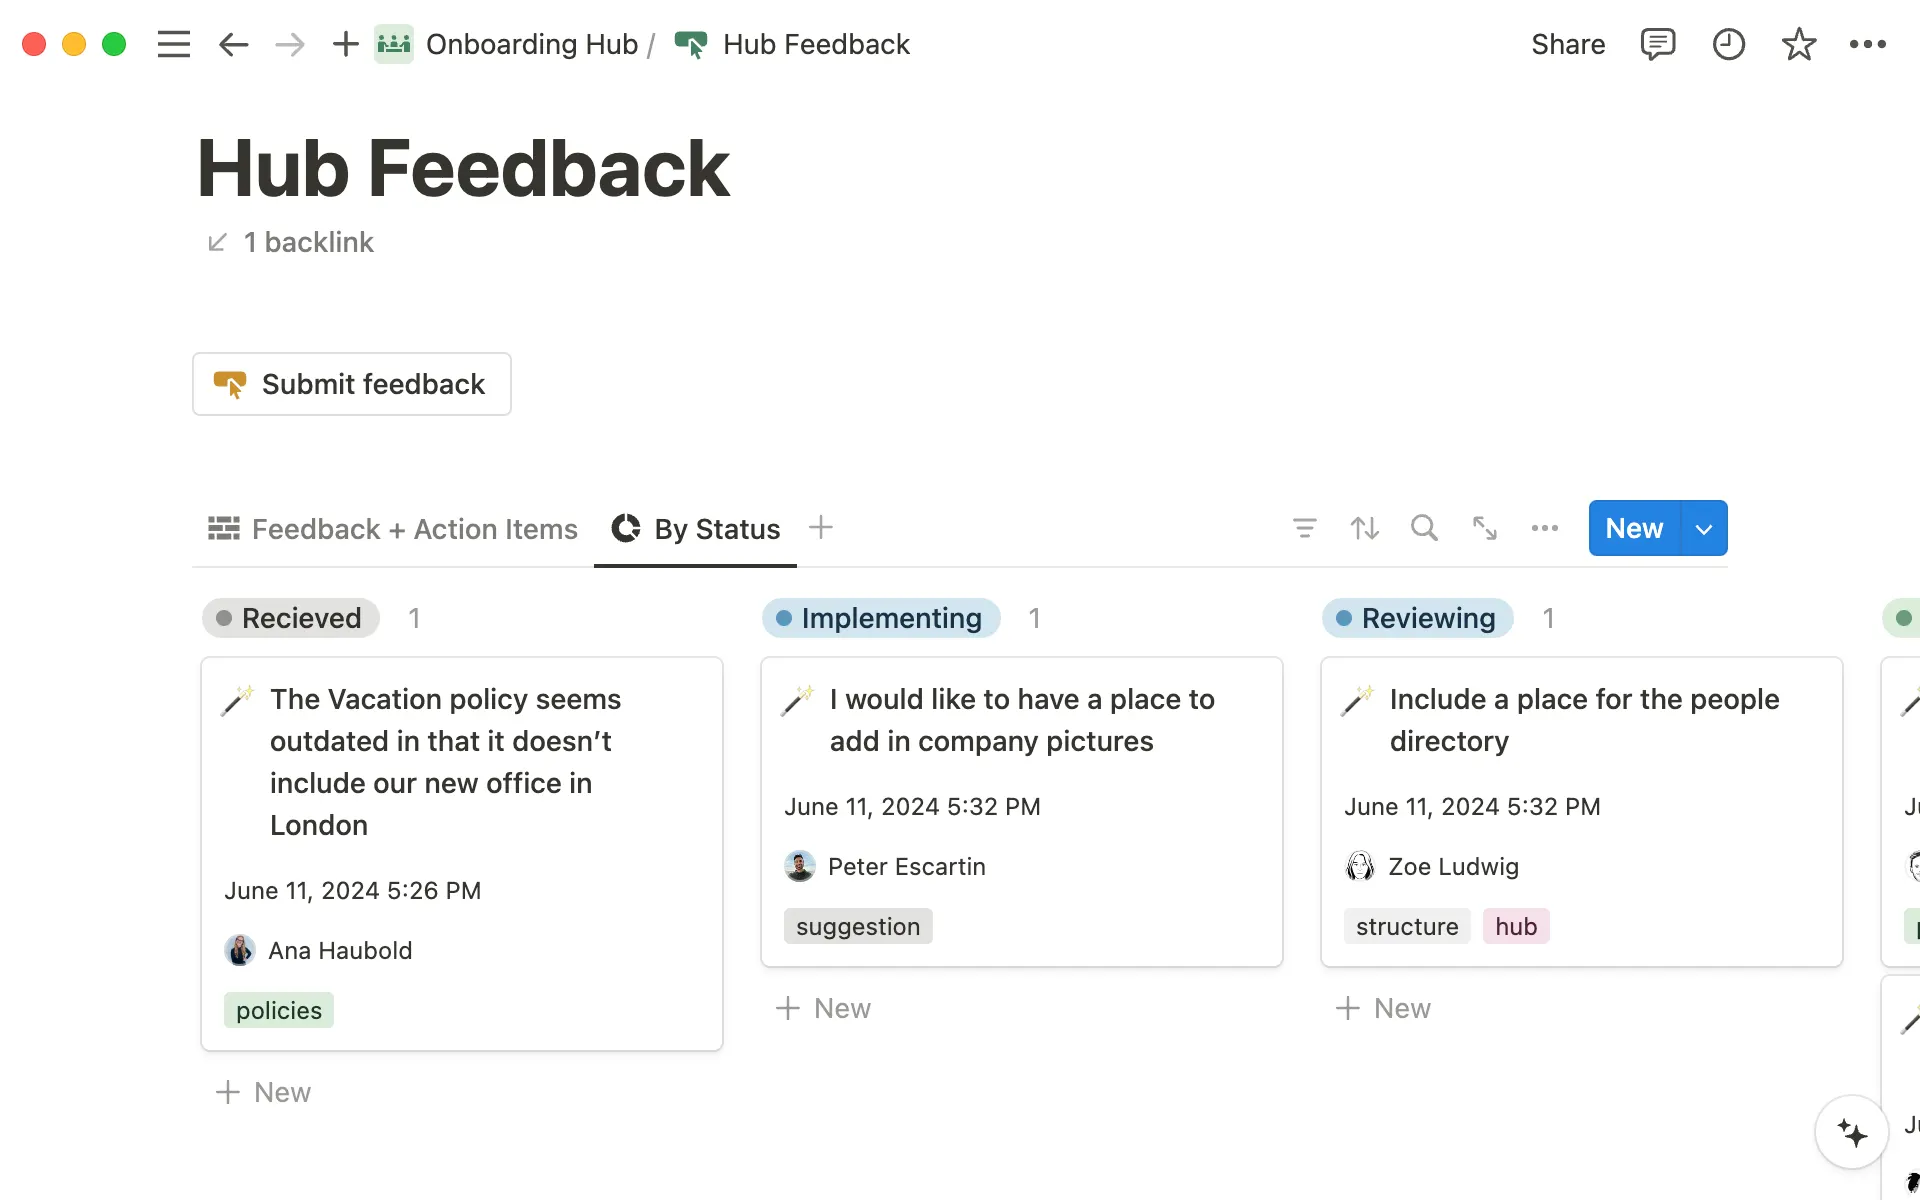 Onboarding Hub / Hub Feedback
Share
Hub Feedback
1 backlink
Submit feedback
Feedback + Action Items
By Status
New
Recieved 1
The Vacation policy seems
outdated in that it doesn’t
include our new office in
London
June 11, 2024 5:26 PM
Ana Haubold
policies
New
Implementing 1
I would like to have a place to
add in company pictures
June 11, 2024 5:32 PM
Peter Escartin
suggestion
New
Reviewing 1
Include a place for the people
directory
June 11, 2024 5:32 PM
Zoe Ludwig
structure hub
New